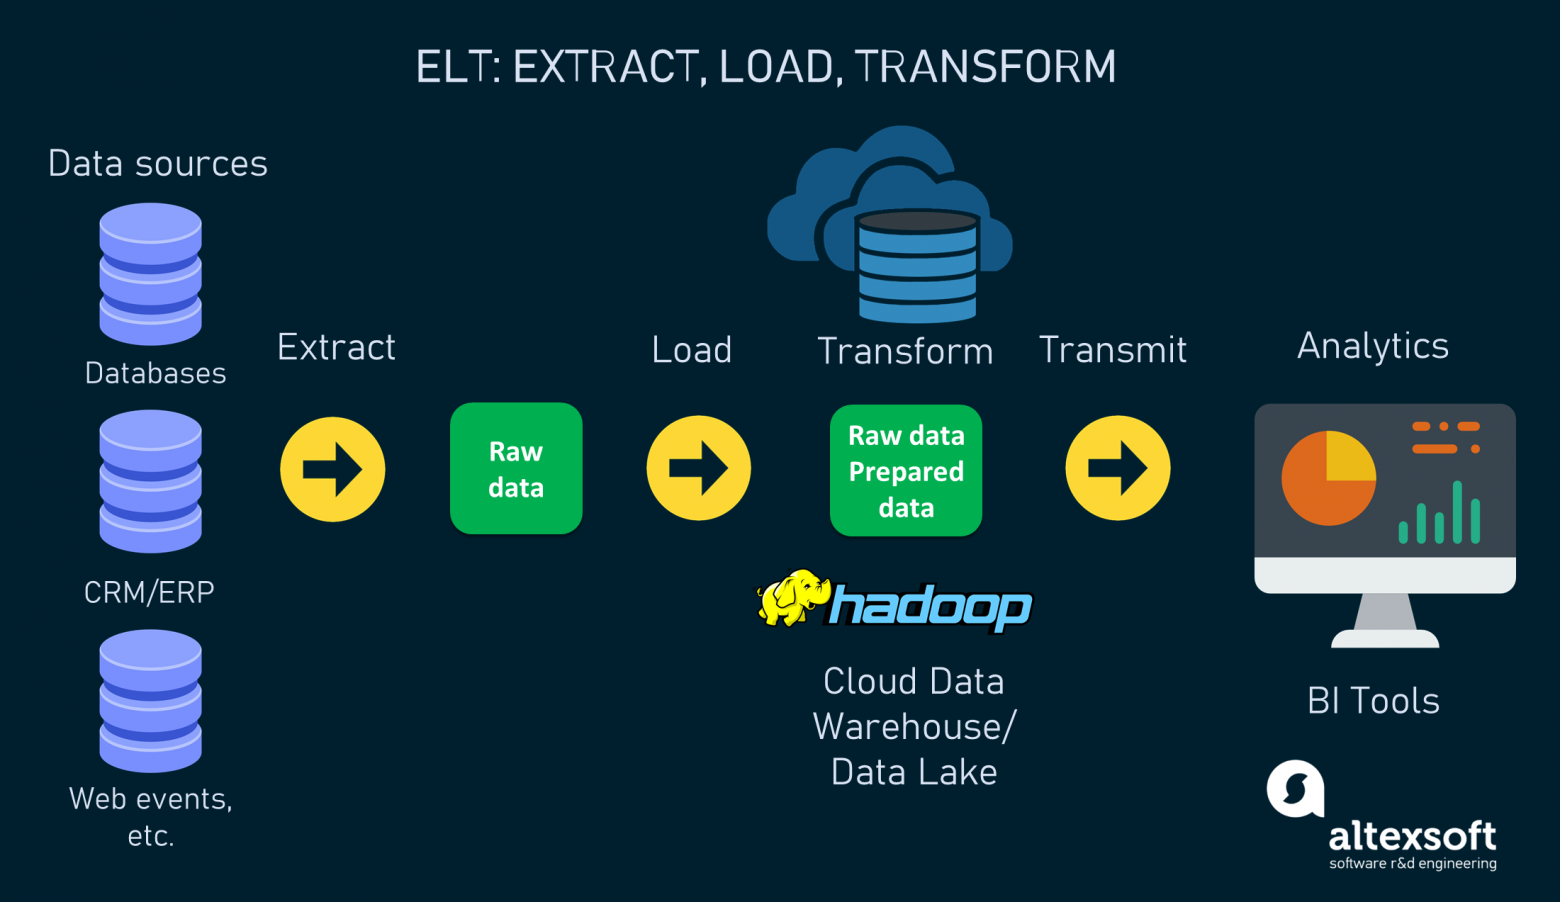 ELT: EXTRACT, LOAD, TRANSFORM
Data sources
Databases
CRM/ERP
Web events,
etc.
Extract
Raw
data
Load
Transform
Raw data
Prepared
data
hadoop
Cloud Data
Warehouse/
Data Lake
Transmit
Analytics
BI Tools
altexsoft
software r&d engineering